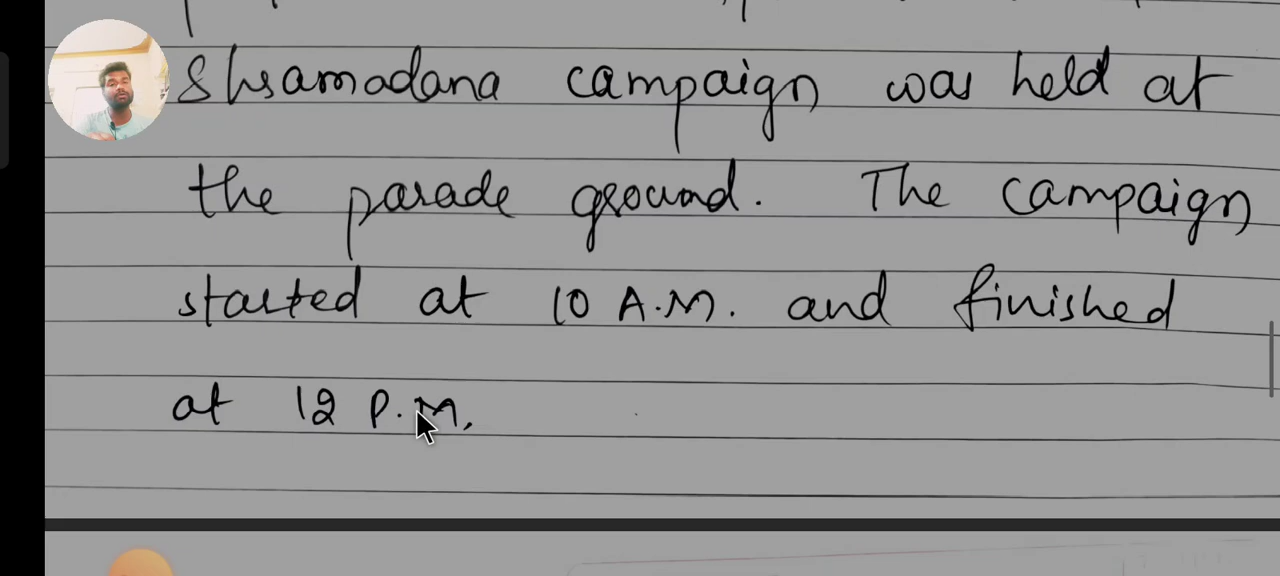 Shramadana campaign was held at
the parade ground. The campaign
started at 10 A.M. and finished
at 12 P.M.